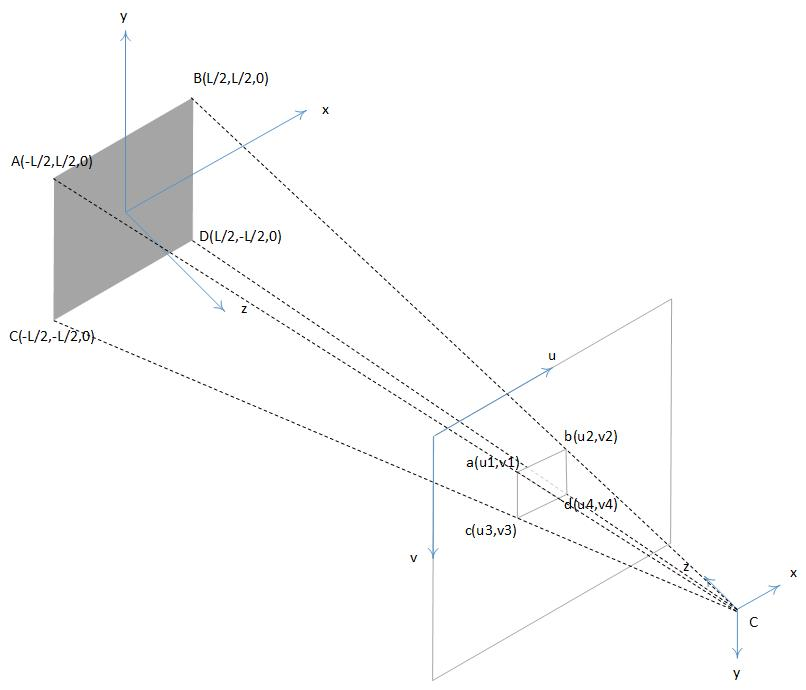 y
B(L/2,L/2,0)
x
A(-L/2,L/2,0)
D(L/2,-L/2,0)
z
C(-L/2,-L/2,0)
u
b(u2,v2)
a(u1,v1)
d(u4,v4)
c(u3,v3)
v
z
x
C
y